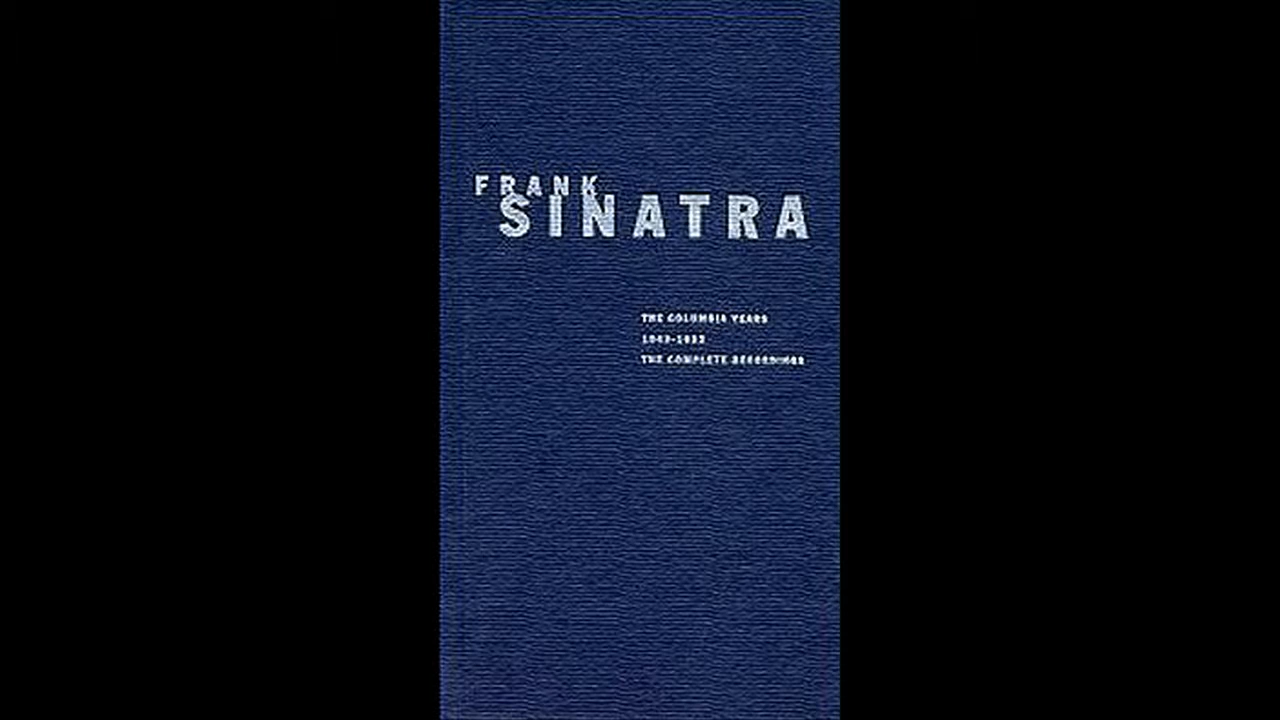 FRANK
SINATRA
THE COLUMBIA YEARS
1943-1952
THE COMPLETE RECORDINGS